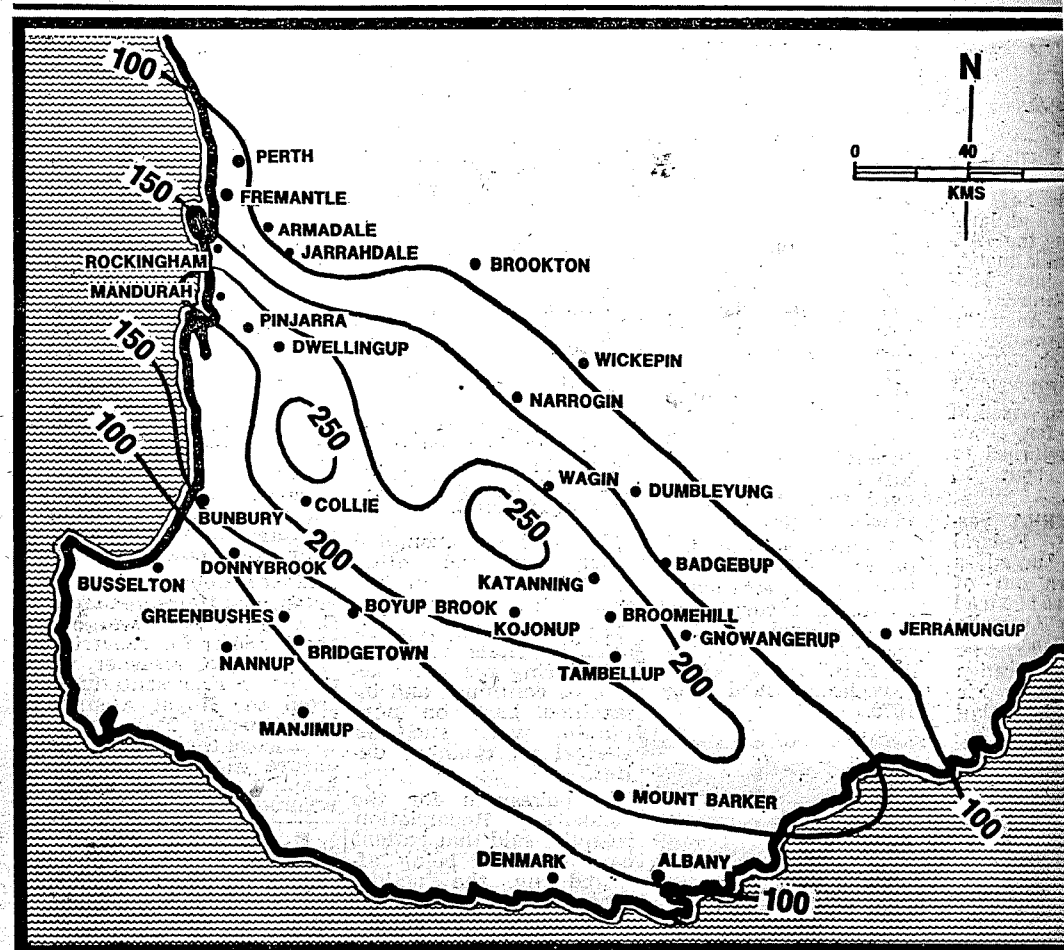 100
N
PERTH
0 40
150
FREMANTLE
KMS
ARMADALE
JARRAHDALE
ROCKINGHAM
BROOKTON
MANDURAH
PINJARRA
150
DWELLINGUP
WICKEPIN
NARROGIN
100
250
WAGIN
DUMBLEYUNG
COLLIE
250
BUNBURY
200
DONNYBROOK
BADGEBUP
BUSSELTON
KATANNING
GREENBUSHES
BOYUP BROOK
BROOMEHILL
KOJONUP
GNOWANGERUP
JERRAMUNGUP
NANNUP
BRIDGETOWN
TAMBELLUP
200
MANJIMUP
MOUNT BARKER
100
DENMARK
ALBANY
100